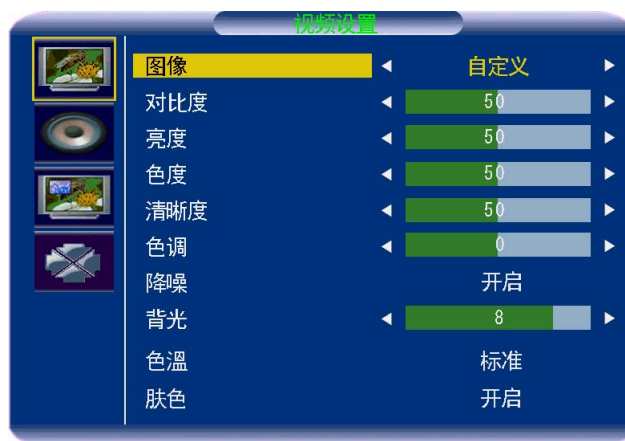 视频设置
图像 自定义
对比度 50
亮度 50
色度 50
清晰度 50
色调 0
降噪 开启
背光 8
色溫 标准
肤色 开启